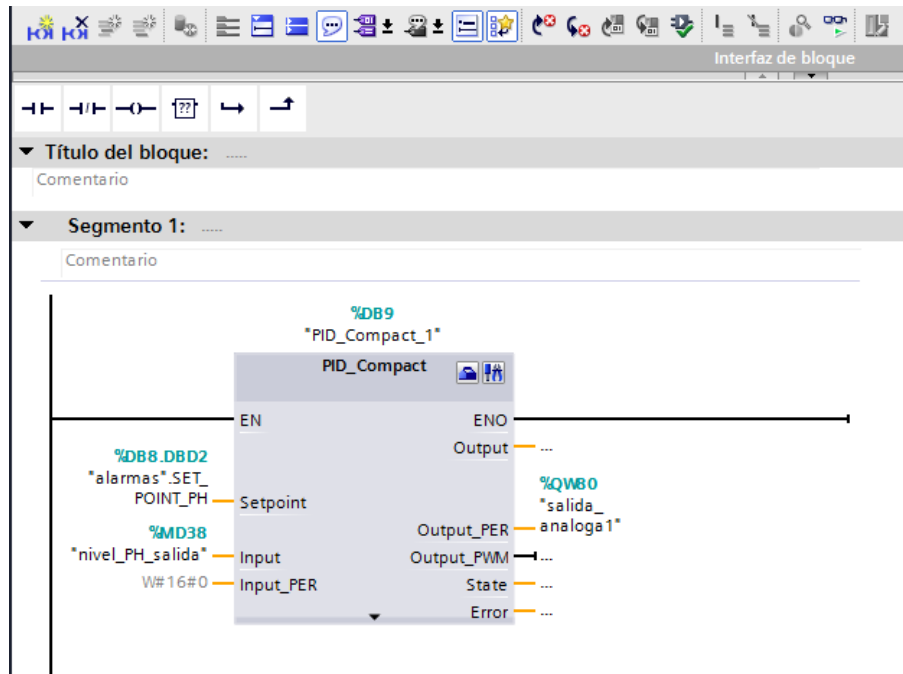 Interfaz de bloque
??
Título del bloque: .....
Comentario
Segmento 1: .....
Comentario
%DB9
"PID_Compact_1"
PID_Compact
EN
ENO
Output
...
%DB8.DBD2
"alarmas".SET_
POINT_PH
Setpoint
%QW80
"salida_
analoga1"
Output_PER
%MD38
"nivel_PH_salida"
Input
Output_PWM
...
W#16#0
Input_PER
State
...
Error
...